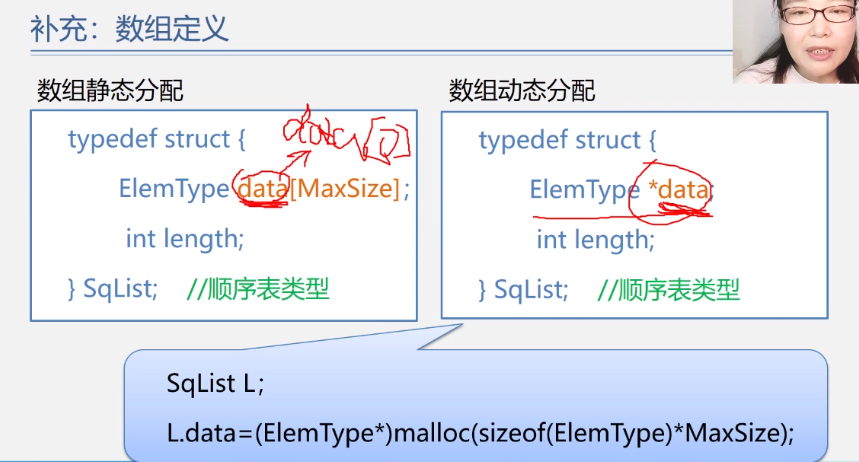 补充：数组定义
数组静态分配
typedef struct {
data[0]
ElemType data[MaxSize];
int length;
} SqList; //顺序表类型
数组动态分配
typedef struct {
ElemType *data;
int length;
} SqList; //顺序表类型
SqList L;
L.data=(ElemType*)malloc(sizeof(ElemType)*MaxSize);